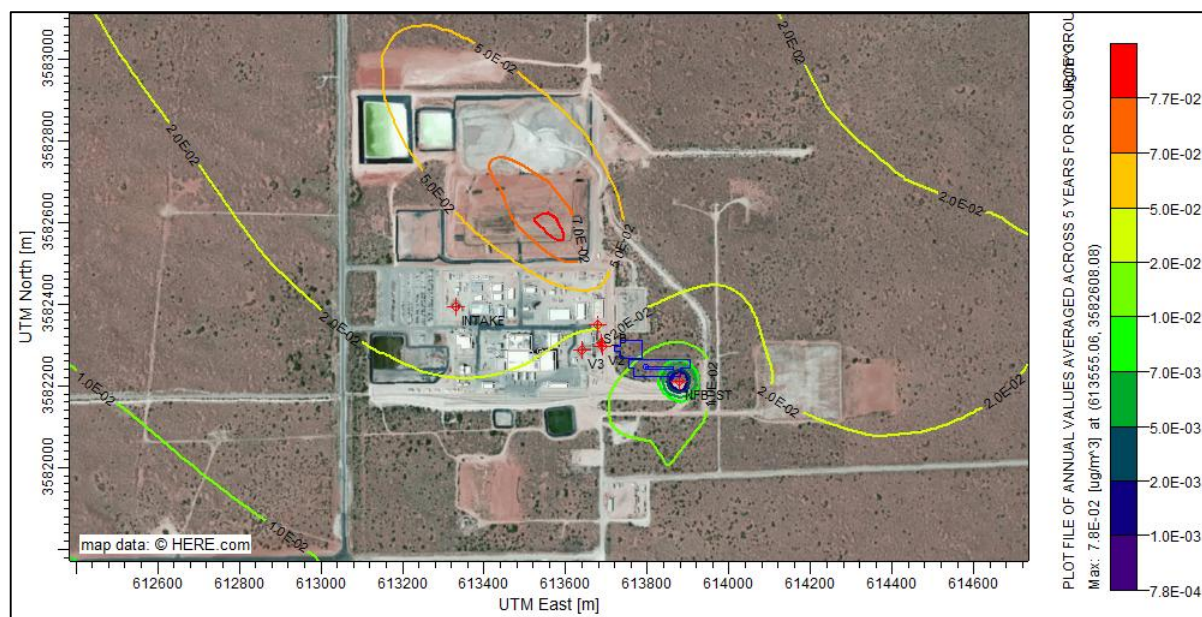 PLOT FILE OF ANNUAL VALUES AVERAGED ACROSS 5 YEARS FOR SOURCE GROU
Max: 7.8E-02 [ug/m^3] at (613555.06, 3582608.08)
7.7E-02
7.0E-02
5.0E-02
2.0E-02
1.0E-02
7.0E-03
5.0E-03
2.0E-03
1.0E-03
7.8E-04
UTM North [m]
3583000
3582800
3582600
3582400
3582200
3582000
5.0E-02
5.0E-02
5.0E-02
7.0E-02
2.0E-02
2.0E-02
2.0E-02
2.0E-02
2.0E-02
2.0E-02
2.0E-02
2.0E-02
1.0E-02
1.0E-02
INTAKE
V3
V2
map data: © HERE.com
612600
612800
613000
613200
613400
613600
613800
614000
614200
614400
614600
UTM East [m]